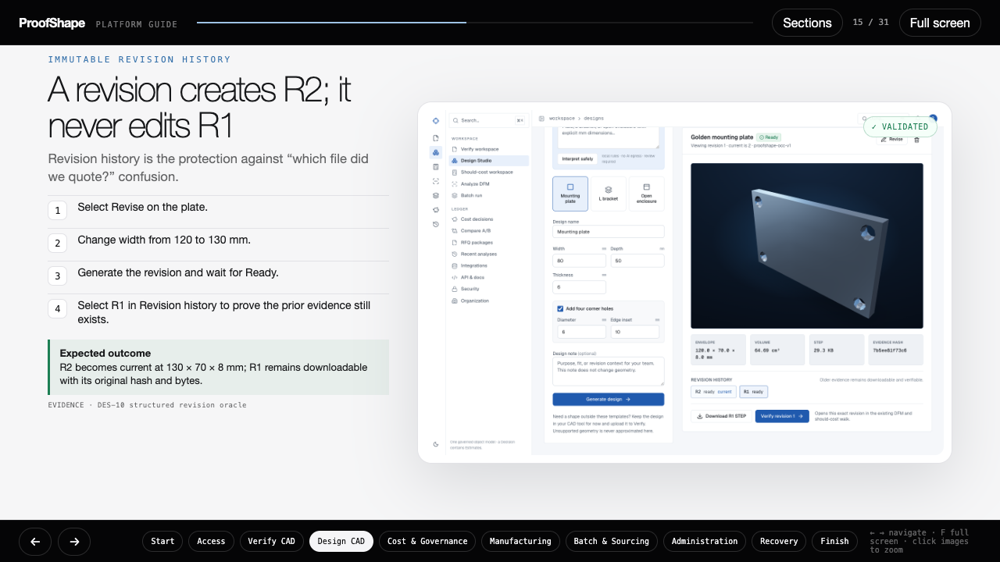 ProofShape PLATFORM GUIDE
Sections
15 / 31
Full screen
IMMUTABLE REVISION HISTORY
A revision creates R2; it
never edits R1
Revision history is the protection against “which file did
we quote?” confusion.
1 Select Revise on the plate.
2 Change width from 120 to 130 mm.
3 Generate the revision and wait for Ready.
4 Select R1 in Revision history to prove the prior evidence still
exists.
Expected outcome
R2 becomes current at 130 × 70 × 8 mm; R1 remains downloadable
with its original hash and bytes.
EVIDENCE · DES-10 structured revision oracle
Search...
WORKSPACE
Verify workspace
Design Studio
Should-cost workspace
Analyze DFM
Batch run
LEDGER
Cost decisions
Compare A/B
RFQ packages
Recent analyses
Integrations
API & docs
Security
Organization
workspace > designs
✓ VALIDATED
explicit mm dimensions...
Interpret safely
Mounting
plate
L bracket
Open
enclosure
Design name
Mounting plate
Width
Depth
80
50
Thickness
6
Add four corner holes
Diameter
Edge inset
6
10
Design note (optional)
Purpose, fit, or revision context for your team.
This note does not change geometry.
Generate design →
Need a shape outside these templates? Keep the design
in your CAD tool for now and upload it to Verify.
Unsupported geometry is never approximated here.
Golden mounting plate
Ready
Viewing revision 1 · current is 2 · proofshape-occ-v1
Revise
ENVELOPE
120.0 × 70.0 ×
8.0 mm
VOLUME
64.69 cm³
STEP
29.3 KB
EVIDENCE HASH
7b5ee81f73c6
REVISION HISTORY
Older evidence remains downloadable and verifiable.
R2 ready current
R1 ready
Download R1 STEP
Verify revision 1 →
Opens this exact revision in the existing DFM and
should-cost walk.
Start
Access
Verify CAD
Design CAD
Cost & Governance
Manufacturing
Batch & Sourcing
Administration
Recovery
Finish
← → navigate · F full
screen · click images
to zoom